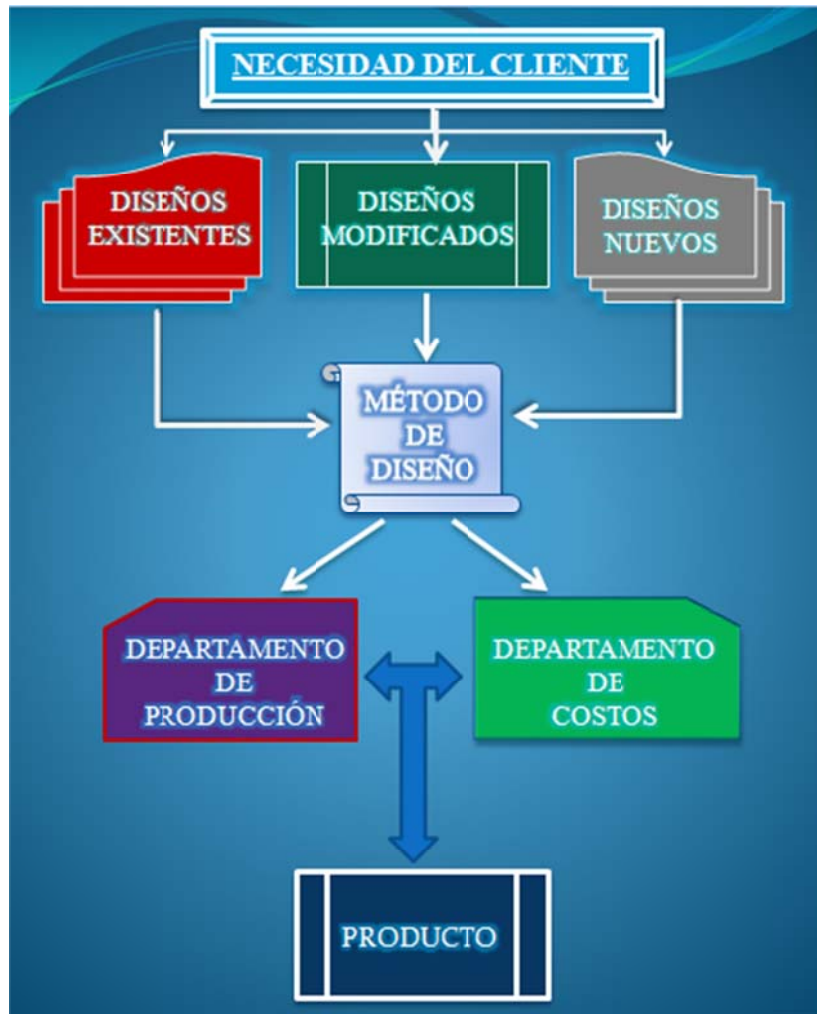 NECESIDAD DEL CLIENTE
DISEÑOS
EXISTENTES
DISEÑOS
MODIFICADOS
DISEÑOS
NUEVOS
MÉTODO
DE
DISEÑO
DEPARTAMENTO
DE
PRODUCCIÓN
DEPARTAMENTO
DE
COSTOS
PRODUCTO